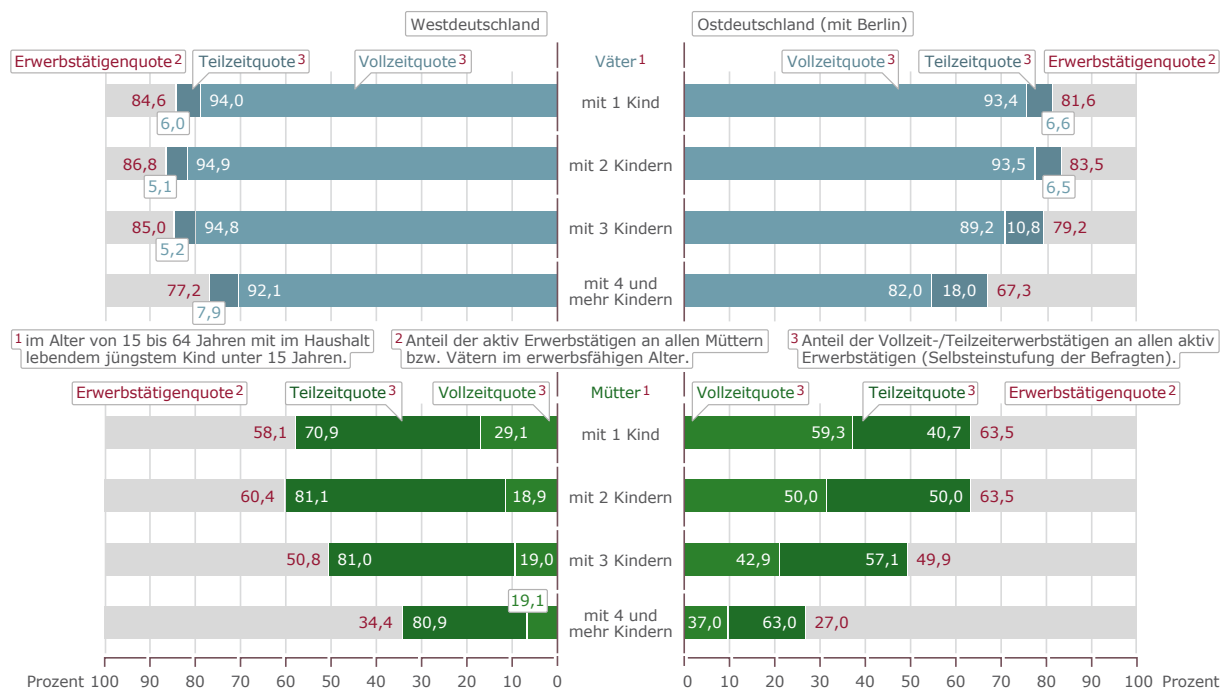 Westdeutschland
Ostdeutschland (mit Berlin)
Erwerbstätigenquote2 Teilzeitquote3 Vollzeitquote3 Väter1 Vollzeitquote3 Teilzeitquote3 Erwerbstätigenquote2
84,6 94,0 mit 1 Kind 93,4 81,6
6,0 6,6
86,8 94,9 mit 2 Kindern 93,5 83,5
5,1 6,5
85,0 94,8 mit 3 Kindern 89,2 10,8 79,2
5,2
77,2 92,1 mit 4 und
mehr Kindern 82,0 18,0 67,3
7,9
1 im Alter von 15 bis 64 Jahren mit im Haushalt
lebendem jüngstem Kind unter 15 Jahren.
2 Anteil der aktiv Erwerbstätigen an allen Müttern
bzw. Vätern im erwerbsfähigen Alter.
3 Anteil der Vollzeit-/Teilzeiterwerbstätigen an allen aktiv
Erwerbstätigen (Selbsteinstufung der Befragten).
Erwerbstätigenquote2 Teilzeitquote3 Vollzeitquote3 Mütter1 Vollzeitquote3 Teilzeitquote3 Erwerbstätigenquote2
58,1 70,9 29,1 mit 1 Kind 59,3 40,7 63,5
60,4 81,1 18,9 mit 2 Kindern 50,0 50,0 63,5
50,8 81,0 19,0 mit 3 Kindern 42,9 57,1 49,9
19,1
34,4 80,9 mit 4 und
mehr Kindern 37,0 63,0 27,0
Prozent 100 90 80 70 60 50 40 30 20 10 0 0 10 20 30 40 50 60 70 80 90 100 Prozent